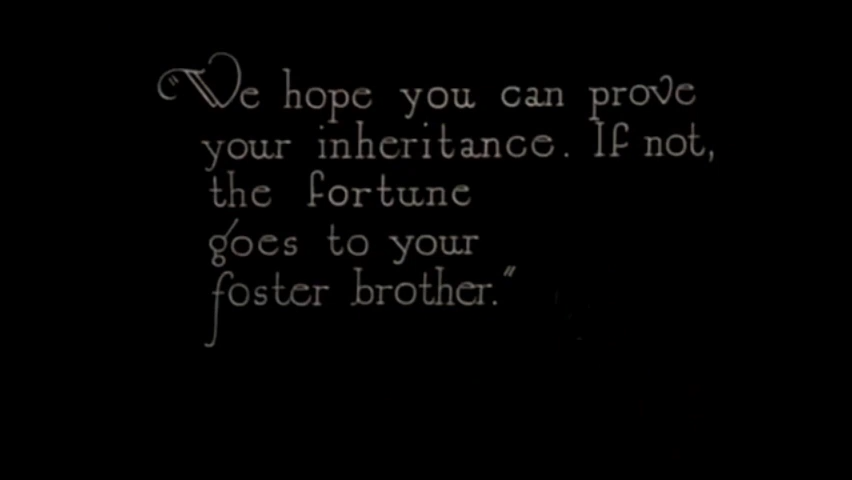 "We hope you can prove
your inheritance. If not,
the fortune
goes to your
foster brother."